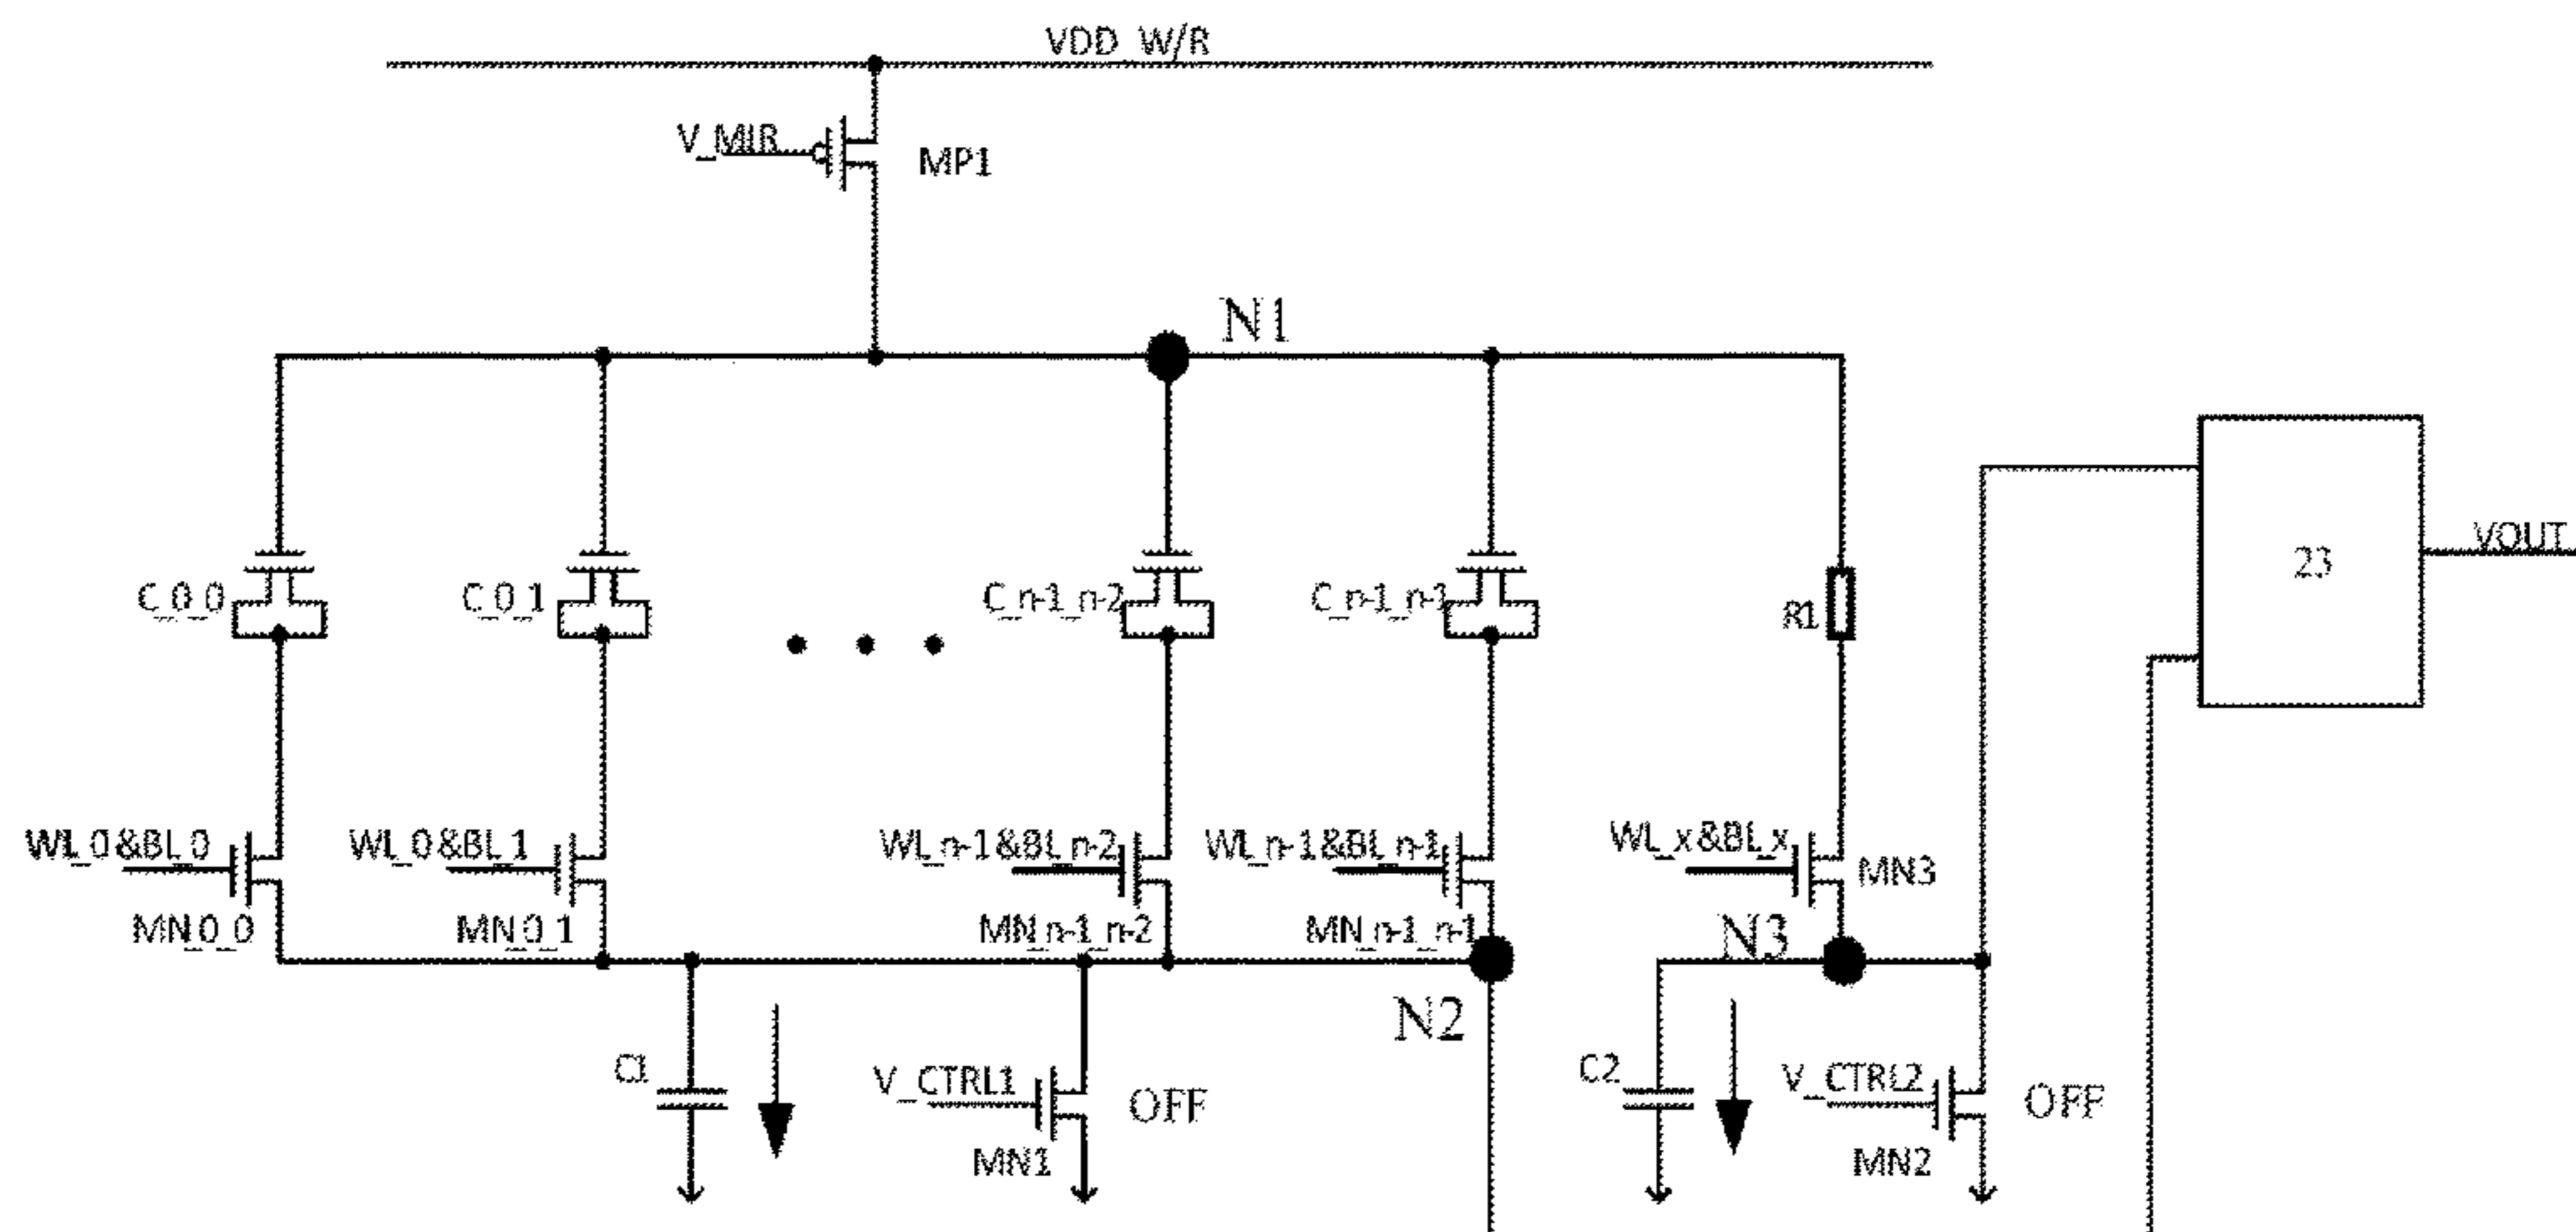 VDD_W/R
V_MIR
MP1
N1
C_0_0
C_0_1
C_n-1_n-2
C_n-1_n-1
R1
23
VOUT
WL_0&BL_0
WL_0&BL_1
WL_n-1&BL_n-2
WL_n-1&BL_n-1
WL_x&BL_x
MN3
MN_0_0
MN_0_1
MN_n-1_n-2
MN_n-1_n-1
N3
N2
C1
V_CTRL1
OFF
MN1
C2
V_CTRL2
OFF
MN2